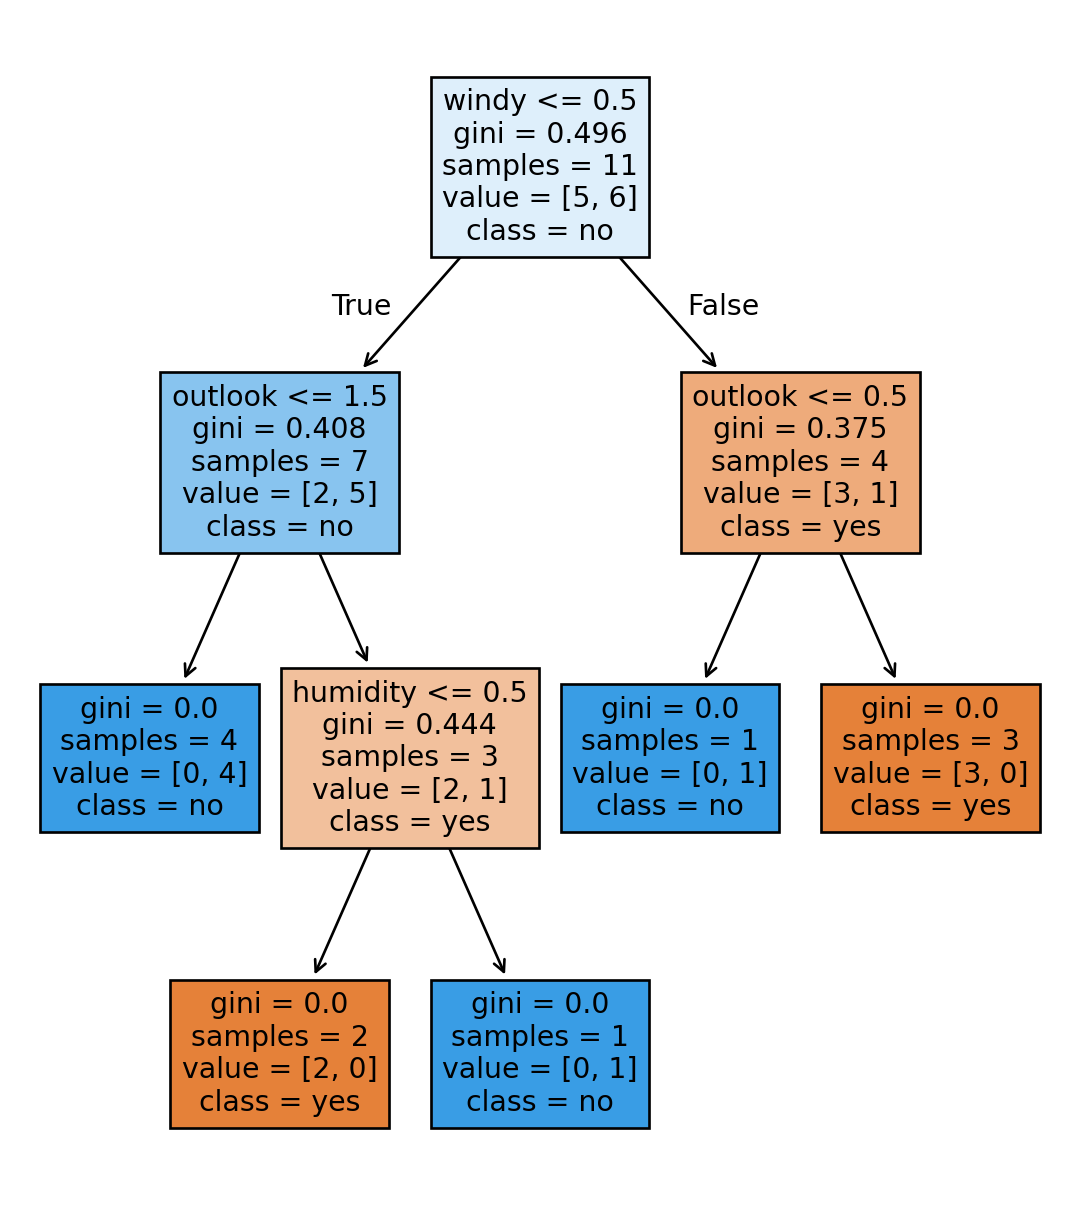 windy <= 0.5
gini = 0.496
samples = 11
value = [5, 6]
class = no
True
False
outlook <= 1.5
gini = 0.408
samples = 7
value = [2, 5]
class = no
outlook <= 0.5
gini = 0.375
samples = 4
value = [3, 1]
class = yes
gini = 0.0
samples = 4
value = [0, 4]
class = no
humidity <= 0.5
gini = 0.444
samples = 3
value = [2, 1]
class = yes
gini = 0.0
samples = 1
value = [0, 1]
class = no
gini = 0.0
samples = 3
value = [3, 0]
class = yes
gini = 0.0
samples = 2
value = [2, 0]
class = yes
gini = 0.0
samples = 1
value = [0, 1]
class = no